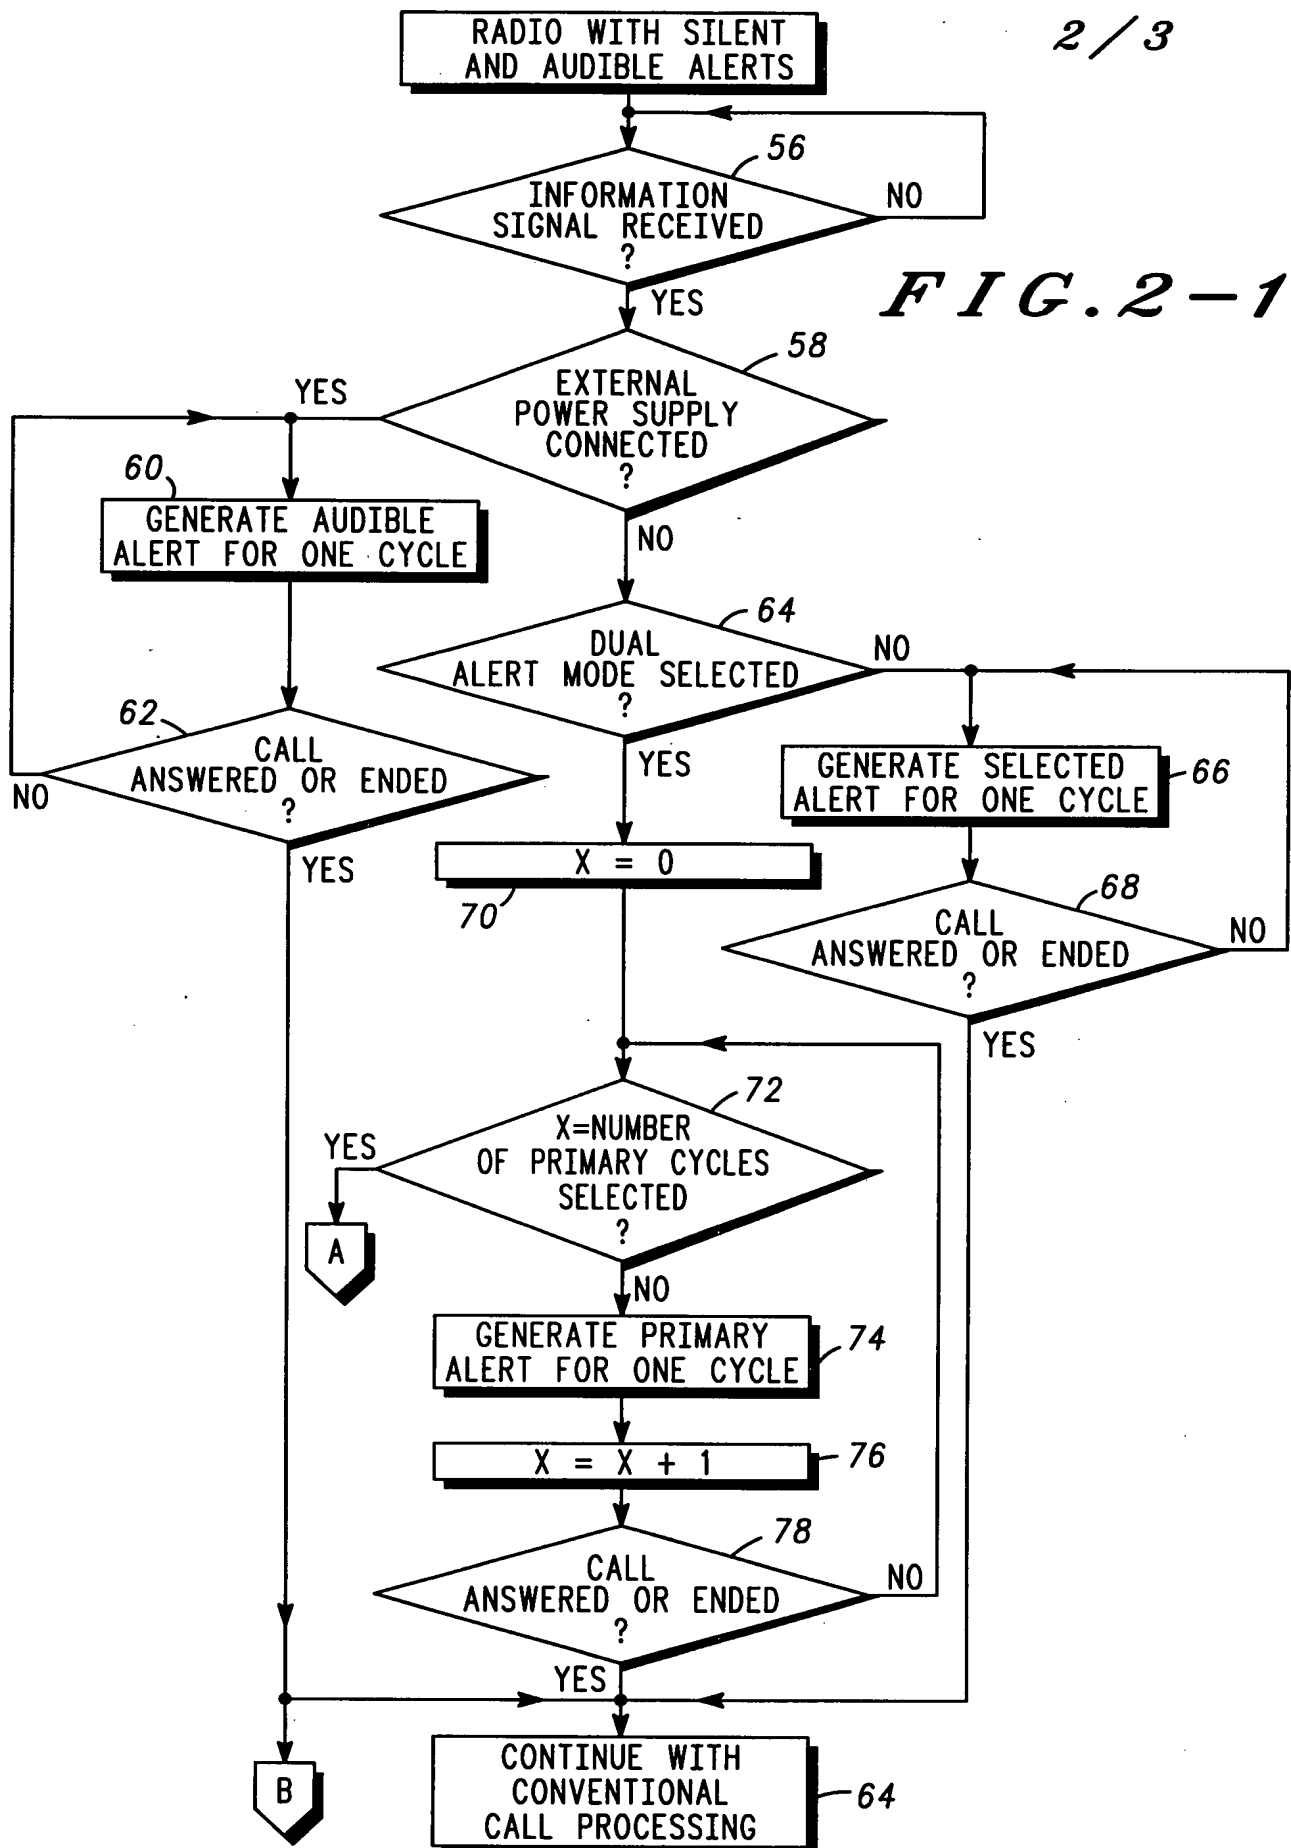 RADIO WITH SILENT
AND AUDIBLE ALERTS
2/3
56
INFORMATION
SIGNAL RECEIVED
?
NO
YES
FIG.2-1
58
EXTERNAL
POWER SUPPLY
CONNECTED
?
YES
NO
60
GENERATE AUDIBLE
ALERT FOR ONE CYCLE
64
DUAL
ALERT MODE SELECTED
?
NO
YES
62
CALL
ANSWERED OR ENDED
?
NO
YES
GENERATE SELECTED
ALERT FOR ONE CYCLE
66
X = 0
70
68
CALL
ANSWERED OR ENDED
?
NO
YES
72
X=NUMBER
OF PRIMARY CYCLES
SELECTED
?
YES
A
NO
GENERATE PRIMARY
ALERT FOR ONE CYCLE
74
X = X + 1
76
78
CALL
ANSWERED OR ENDED
?
NO
YES
B
CONTINUE WITH
CONVENTIONAL
CALL PROCESSING
64